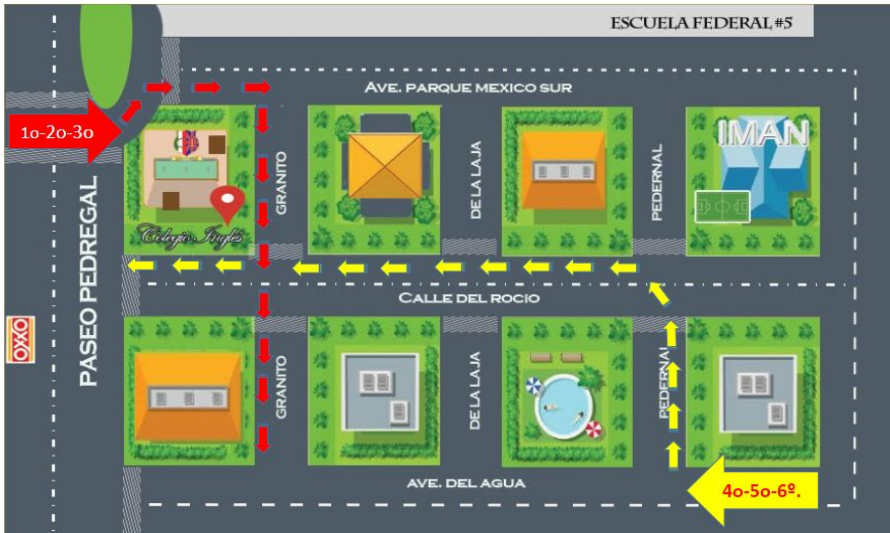 ESCUELA FEDERAL #5
AVE. PARQUE MEXICO SUR
1o-2o-3o
IMAN
PASEO PEDREGAL
GRANITO
DE LA LAJA
PEDERNAL
Colegio Inglés
CALLE DEL ROCIO
OXXO
GRANITO
DE LA LAJA
PEDERNAL
AVE. DEL AGUA
4o-5o-6º.